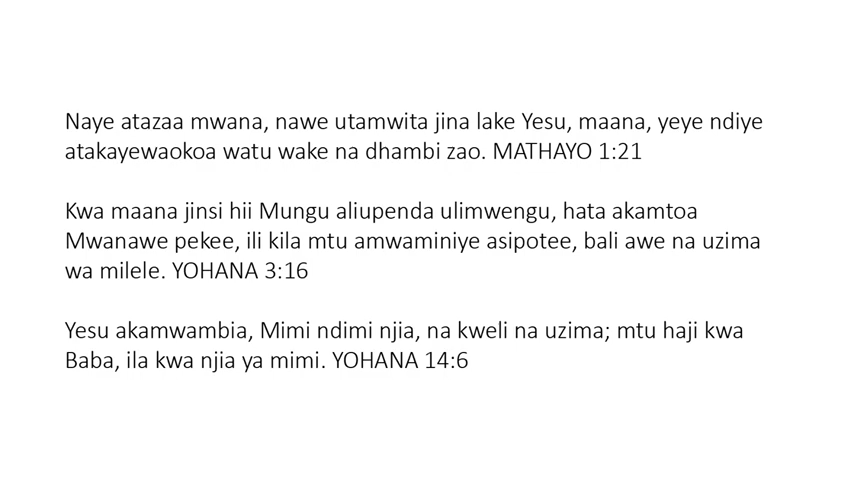 Naye atazaa mwana, nawe utamwita jina lake Yesu, maana, yeye ndiye
atakayewaokoa watu wake na dhambi zao. MATHAYO 1:21
Kwa maana jinsi hii Mungu aliupenda ulimwengu, hata akamtoa
Mwanawe pekee, ili kila mtu amwaminiye asipotee, bali awe na uzima
wa milele. YOHANA 3:16
Yesu akamwambia, Mimi ndimi njia, na kweli na uzima; mtu haji kwa
Baba, ila kwa njia ya mimi. YOHANA 14:6